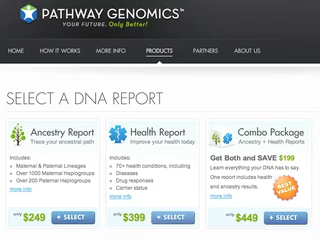 PATHWAY GENOMICS™
YOUR FUTURE. Only Better!
HOME HOW IT WORKS MORE INFO PRODUCTS PARTNERS ABOUT US
SELECT A DNA REPORT
Ancestry Report
Trace your ancestral path
Includes:
• Maternal & Paternal Lineages
• Over 1000 Maternal Haplogroups
• Over 200 Paternal Haplogroups
more info
only $249 + SELECT
Health Report
Improve your health today
Includes:
• 70+ health conditions, including
• Diseases
• Drug responses
• Carrier status
more info
only $399 + SELECT
Combo Package
Ancestry + Health Reports
Get Both and SAVE $199
Learn everything your DNA has to say.
One report includes health
and ancestry results.
more info
BEST
VALUE
only $449 + SELECT